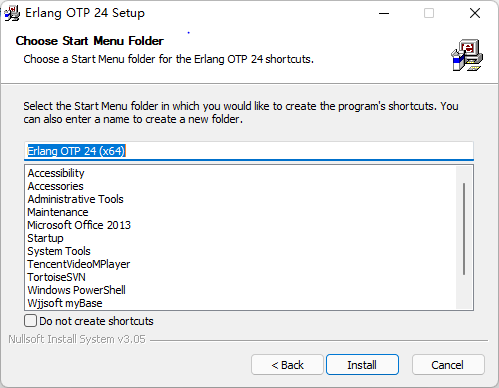 Erlang OTP 24 Setup
Choose Start Menu Folder
Choose a Start Menu folder for the Erlang OTP 24 shortcuts.
Select the Start Menu folder in which you would like to create the program's shortcuts. You
can also enter a name to create a new folder.
Erlang OTP 24 (x64)
Accessibility
Accessories
Administrative Tools
Maintenance
Microsoft Office 2013
Startup
System Tools
TencentVideoMPlayer
TortoiseSVN
Windows PowerShell
Wjjsoft myBase
Do not create shortcuts
Nullsoft Install System v3.05
< Back
Install
Cancel